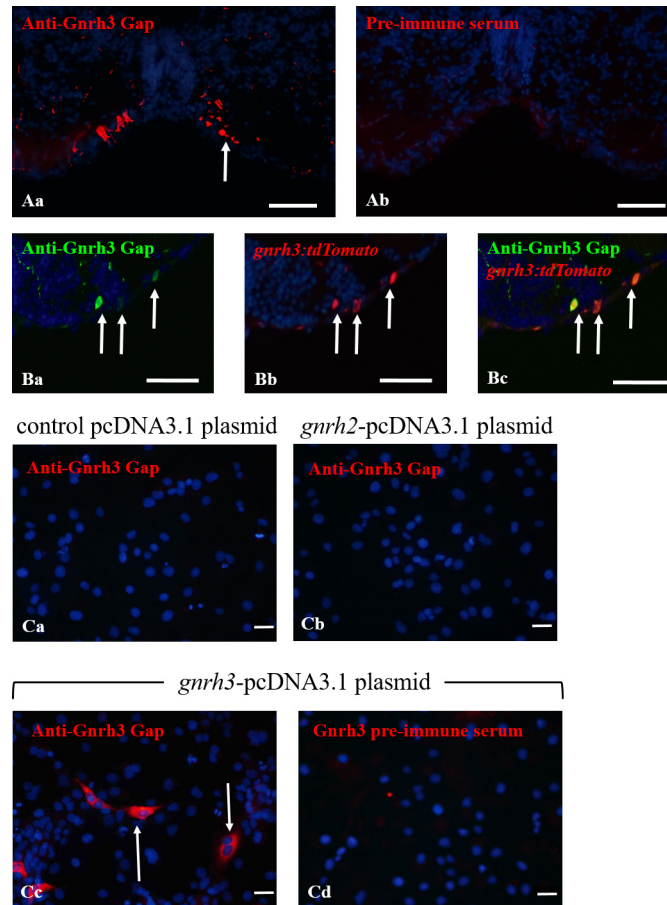 Anti-Gnrh3 Gap
Aa
Pre-immune serum
Ab
Anti-Gnrh3 Gap
Ba
gnrh3:tdTomato
Bb
Anti-Gnrh3 Gap
gnrh3:tdTomato
Bc
control pcDNA3.1 plasmid
gnrh2-pcDNA3.1 plasmid
Anti-Gnrh3 Gap
Ca
Anti-Gnrh3 Gap
Cb
gnrh3-pcDNA3.1 plasmid
Anti-Gnrh3 Gap
Cc
Gnrh3 pre-immune serum
Cd